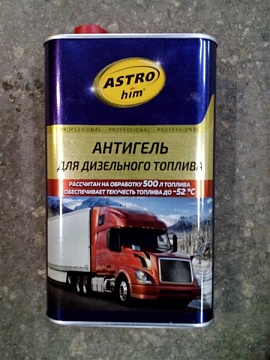 ASTRO
him®
PROFESSIONAL PROFESSIONAL PROFESSIONAL
АНТИГЕЛЬ
ДЛЯ ДИЗЕЛЬНОГО ТОПЛИВА
РАССЧИТАН НА ОБРАБОТКУ 500 Л ТОПЛИВА
ОБЕСПЕЧИВАЕТ ТЕКУЧЕСТЬ ТОПЛИВА ДО -52 °C